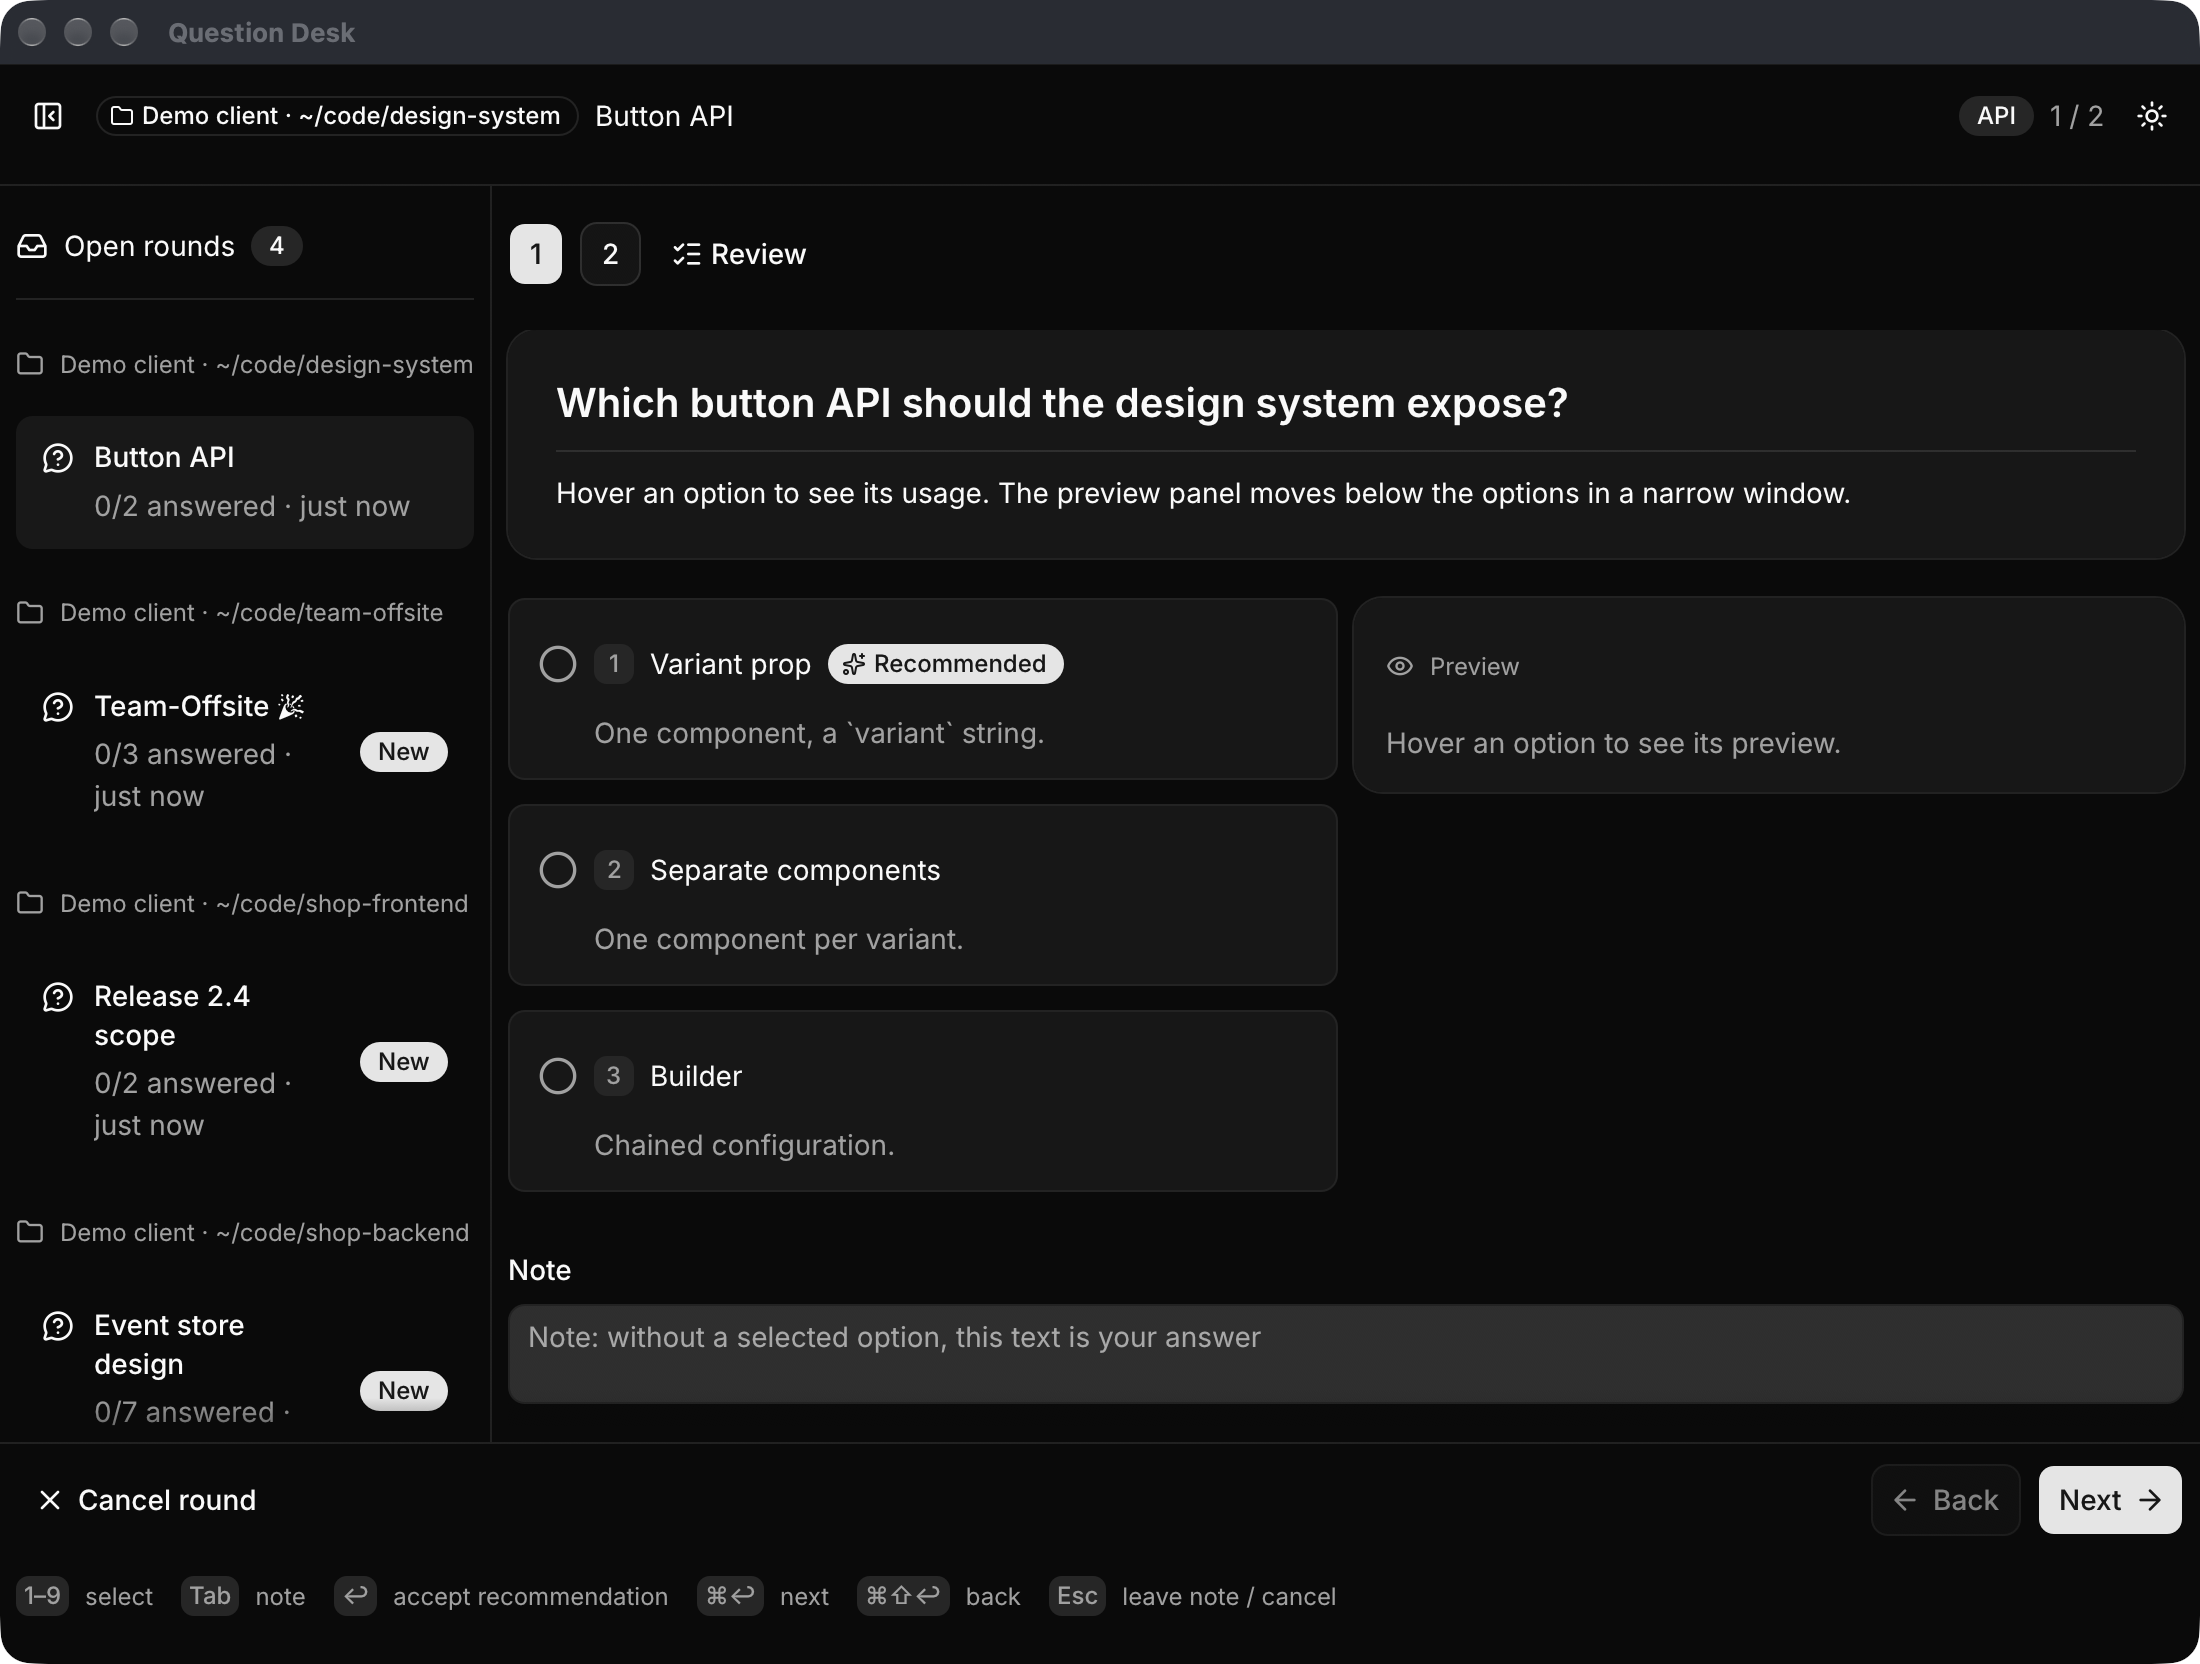 Question Desk
Demo client · ~/code/design-system Button API API 1 / 2
Open rounds 4
Demo client · ~/code/design-system
Button API
0/2 answered · just now
Demo client · ~/code/team-offsite
Team-Offsite 🎉
0/3 answered ·
just now
New
Demo client · ~/code/shop-frontend
Release 2.4
scope
0/2 answered ·
just now
New
Demo client · ~/code/shop-backend
Event store
design
0/7 answered ·
New
1 2 Review
Which button API should the design system expose?
Hover an option to see its usage. The preview panel moves below the options in a narrow window.
1 Variant prop Recommended
One component, a `variant` string.
2 Separate components
One component per variant.
3 Builder
Chained configuration.
Preview
Hover an option to see its preview.
Note
Note: without a selected option, this text is your answer
Cancel round
← Back Next →
1–9 select Tab note ↩ accept recommendation ⌘↩ next ⌘⇧↩ back Esc leave note / cancel